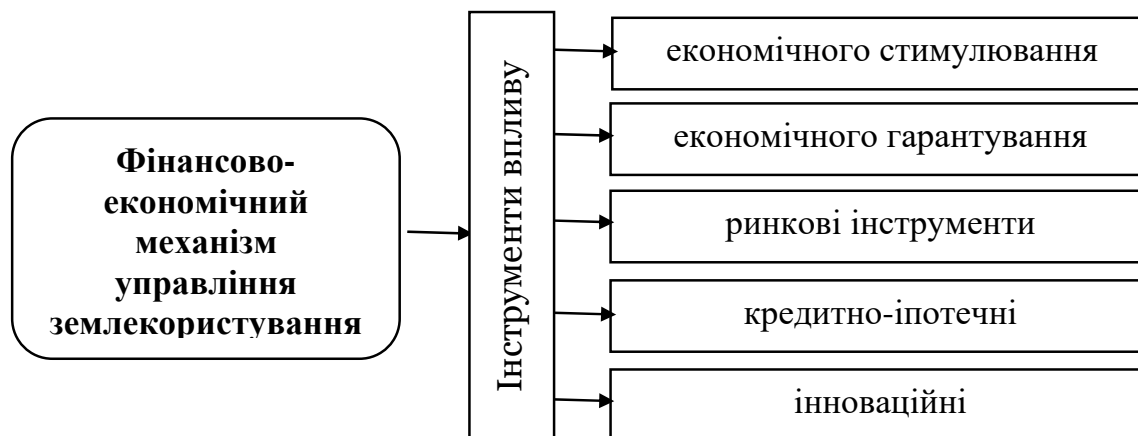 Фінансово-
економічний
механізм
управління
землекористування
Інструменти впливу
економічного стимулювання
економічного гарантування
ринкові інструменти
кредитно-іпотечні
інноваційні